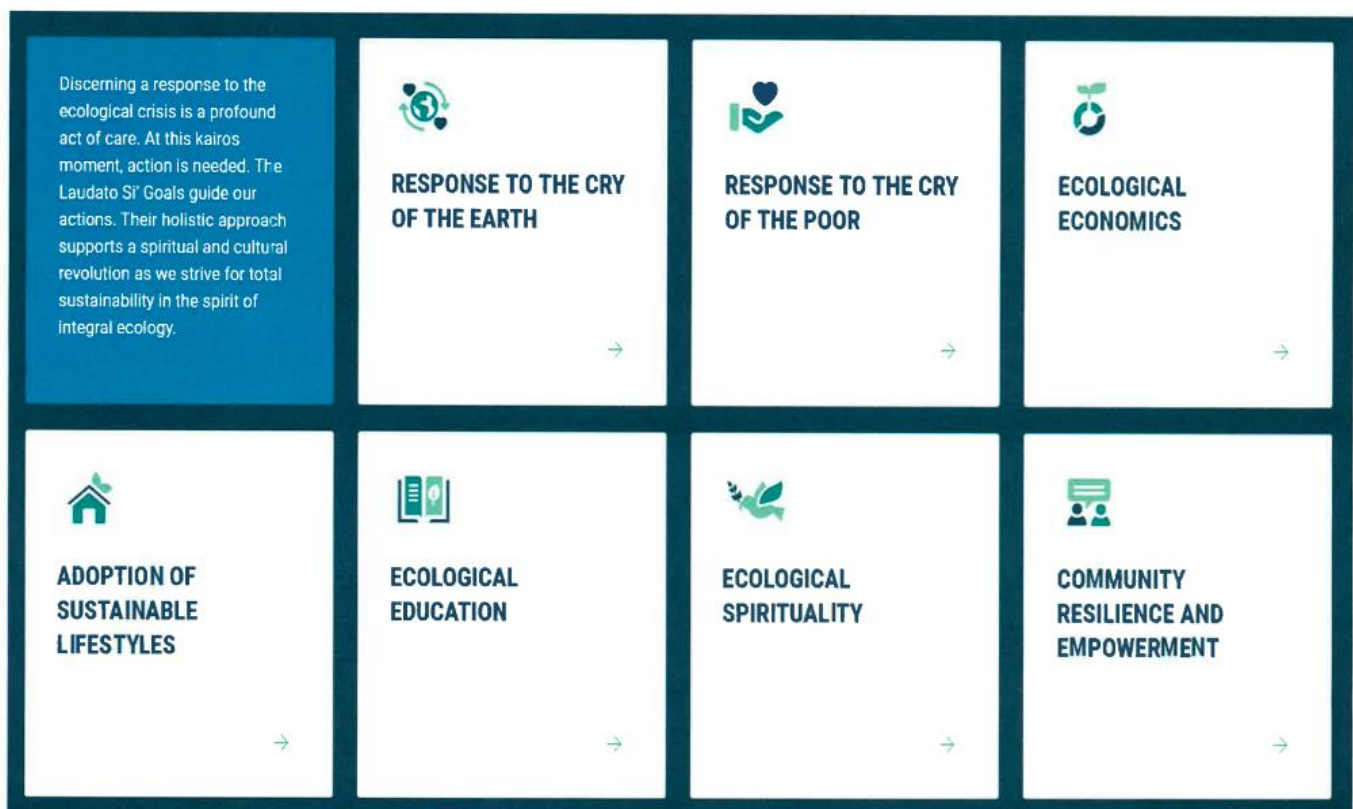 Discerning a response to the
ecological crisis is a profound
act of care. At this kairos
moment, action is needed. The
Laudato Si' Goals guide our
actions. Their holistic approach
supports a spiritual and cultural
revolution as we strive for total
sustainability in the spirit of
integral ecology.
RESPONSE TO THE CRY
OF THE EARTH
RESPONSE TO THE CRY
OF THE POOR
ECOLOGICAL
ECONOMICS
ADOPTION OF
SUSTAINABLE
LIFESTYLES
ECOLOGICAL
EDUCATION
ECOLOGICAL
SPIRITUALITY
COMMUNITY
RESILIENCE AND
EMPOWERMENT